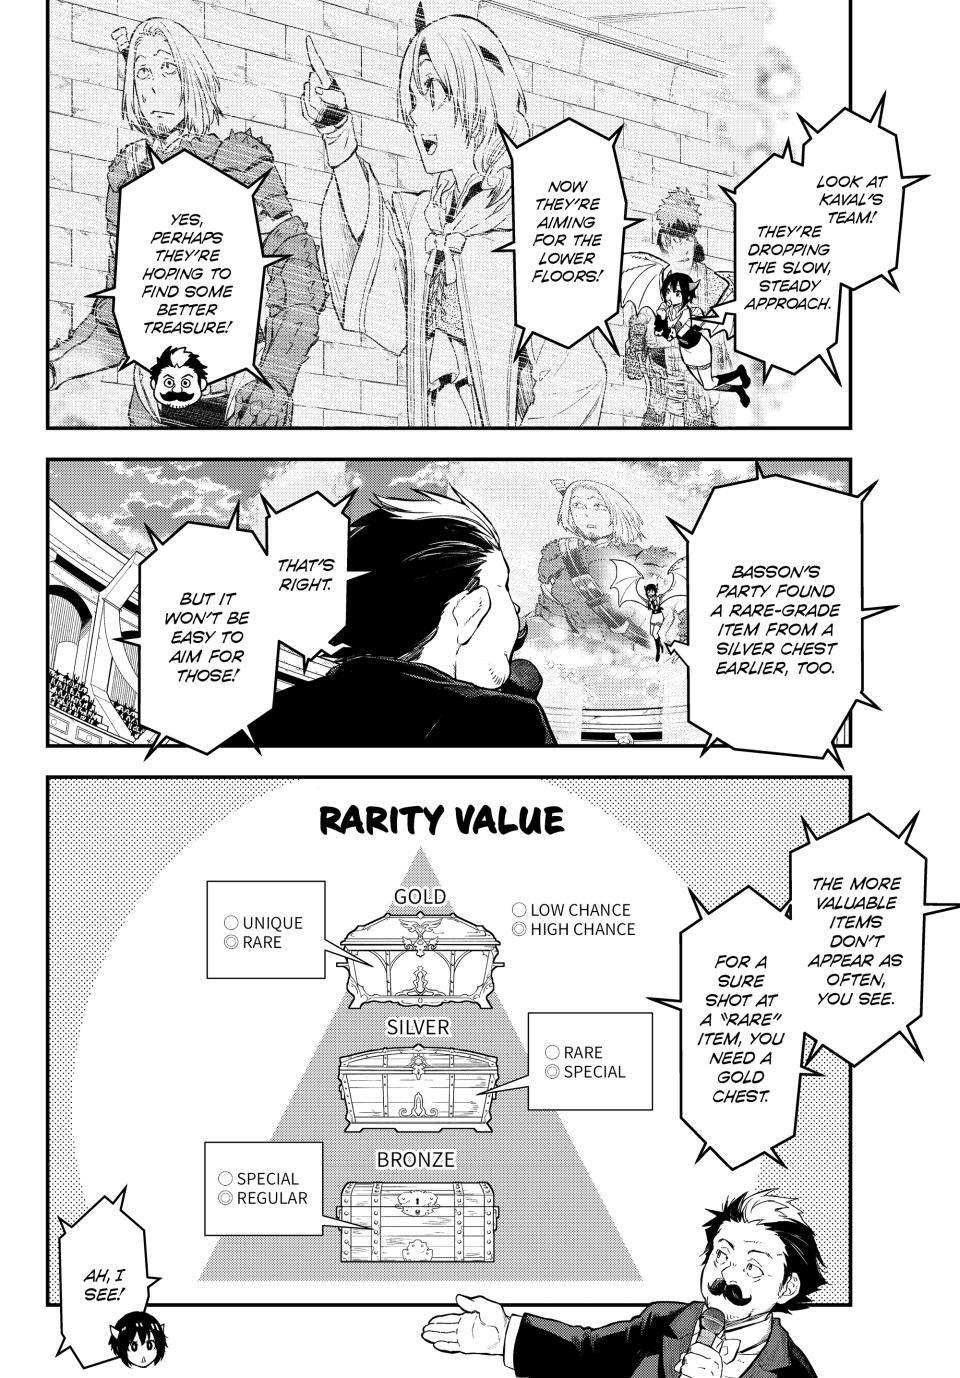 LOOK AT
KAVAL'S
TEAM!
THEY'RE
DROPPING
THE SLOW,
STEADY
APPROACH.
NOW
THEY'RE
AIMING
FOR THE
LOWER
FLOORS!
YES,
PERHAPS
THEY'RE
HOPING TO
FIND SOME
BETTER
TREASURE!
BASSON'S
PARTY FOUND
A RARE-GRADE
ITEM FROM A
SILVER CHEST
EARLIER, TOO.
THAT'S
RIGHT.
BUT IT
WON'T BE
EASY TO
AIM FOR
THOSE!
THE MORE
VALUABLE
ITEMS
DON'T
APPEAR AS
OFTEN,
YOU SEE.
FOR A
SURE
SHOT AT
A "RARE"
ITEM, YOU
NEED A
GOLD
CHEST.
RARITY VALUE
GOLD
○ LOW CHANCE
◎ HIGH CHANCE
○ UNIQUE
◎ RARE
SILVER
○ RARE
◎ SPECIAL
BRONZE
○ SPECIAL
◎ REGULAR
AH, I
SEE!